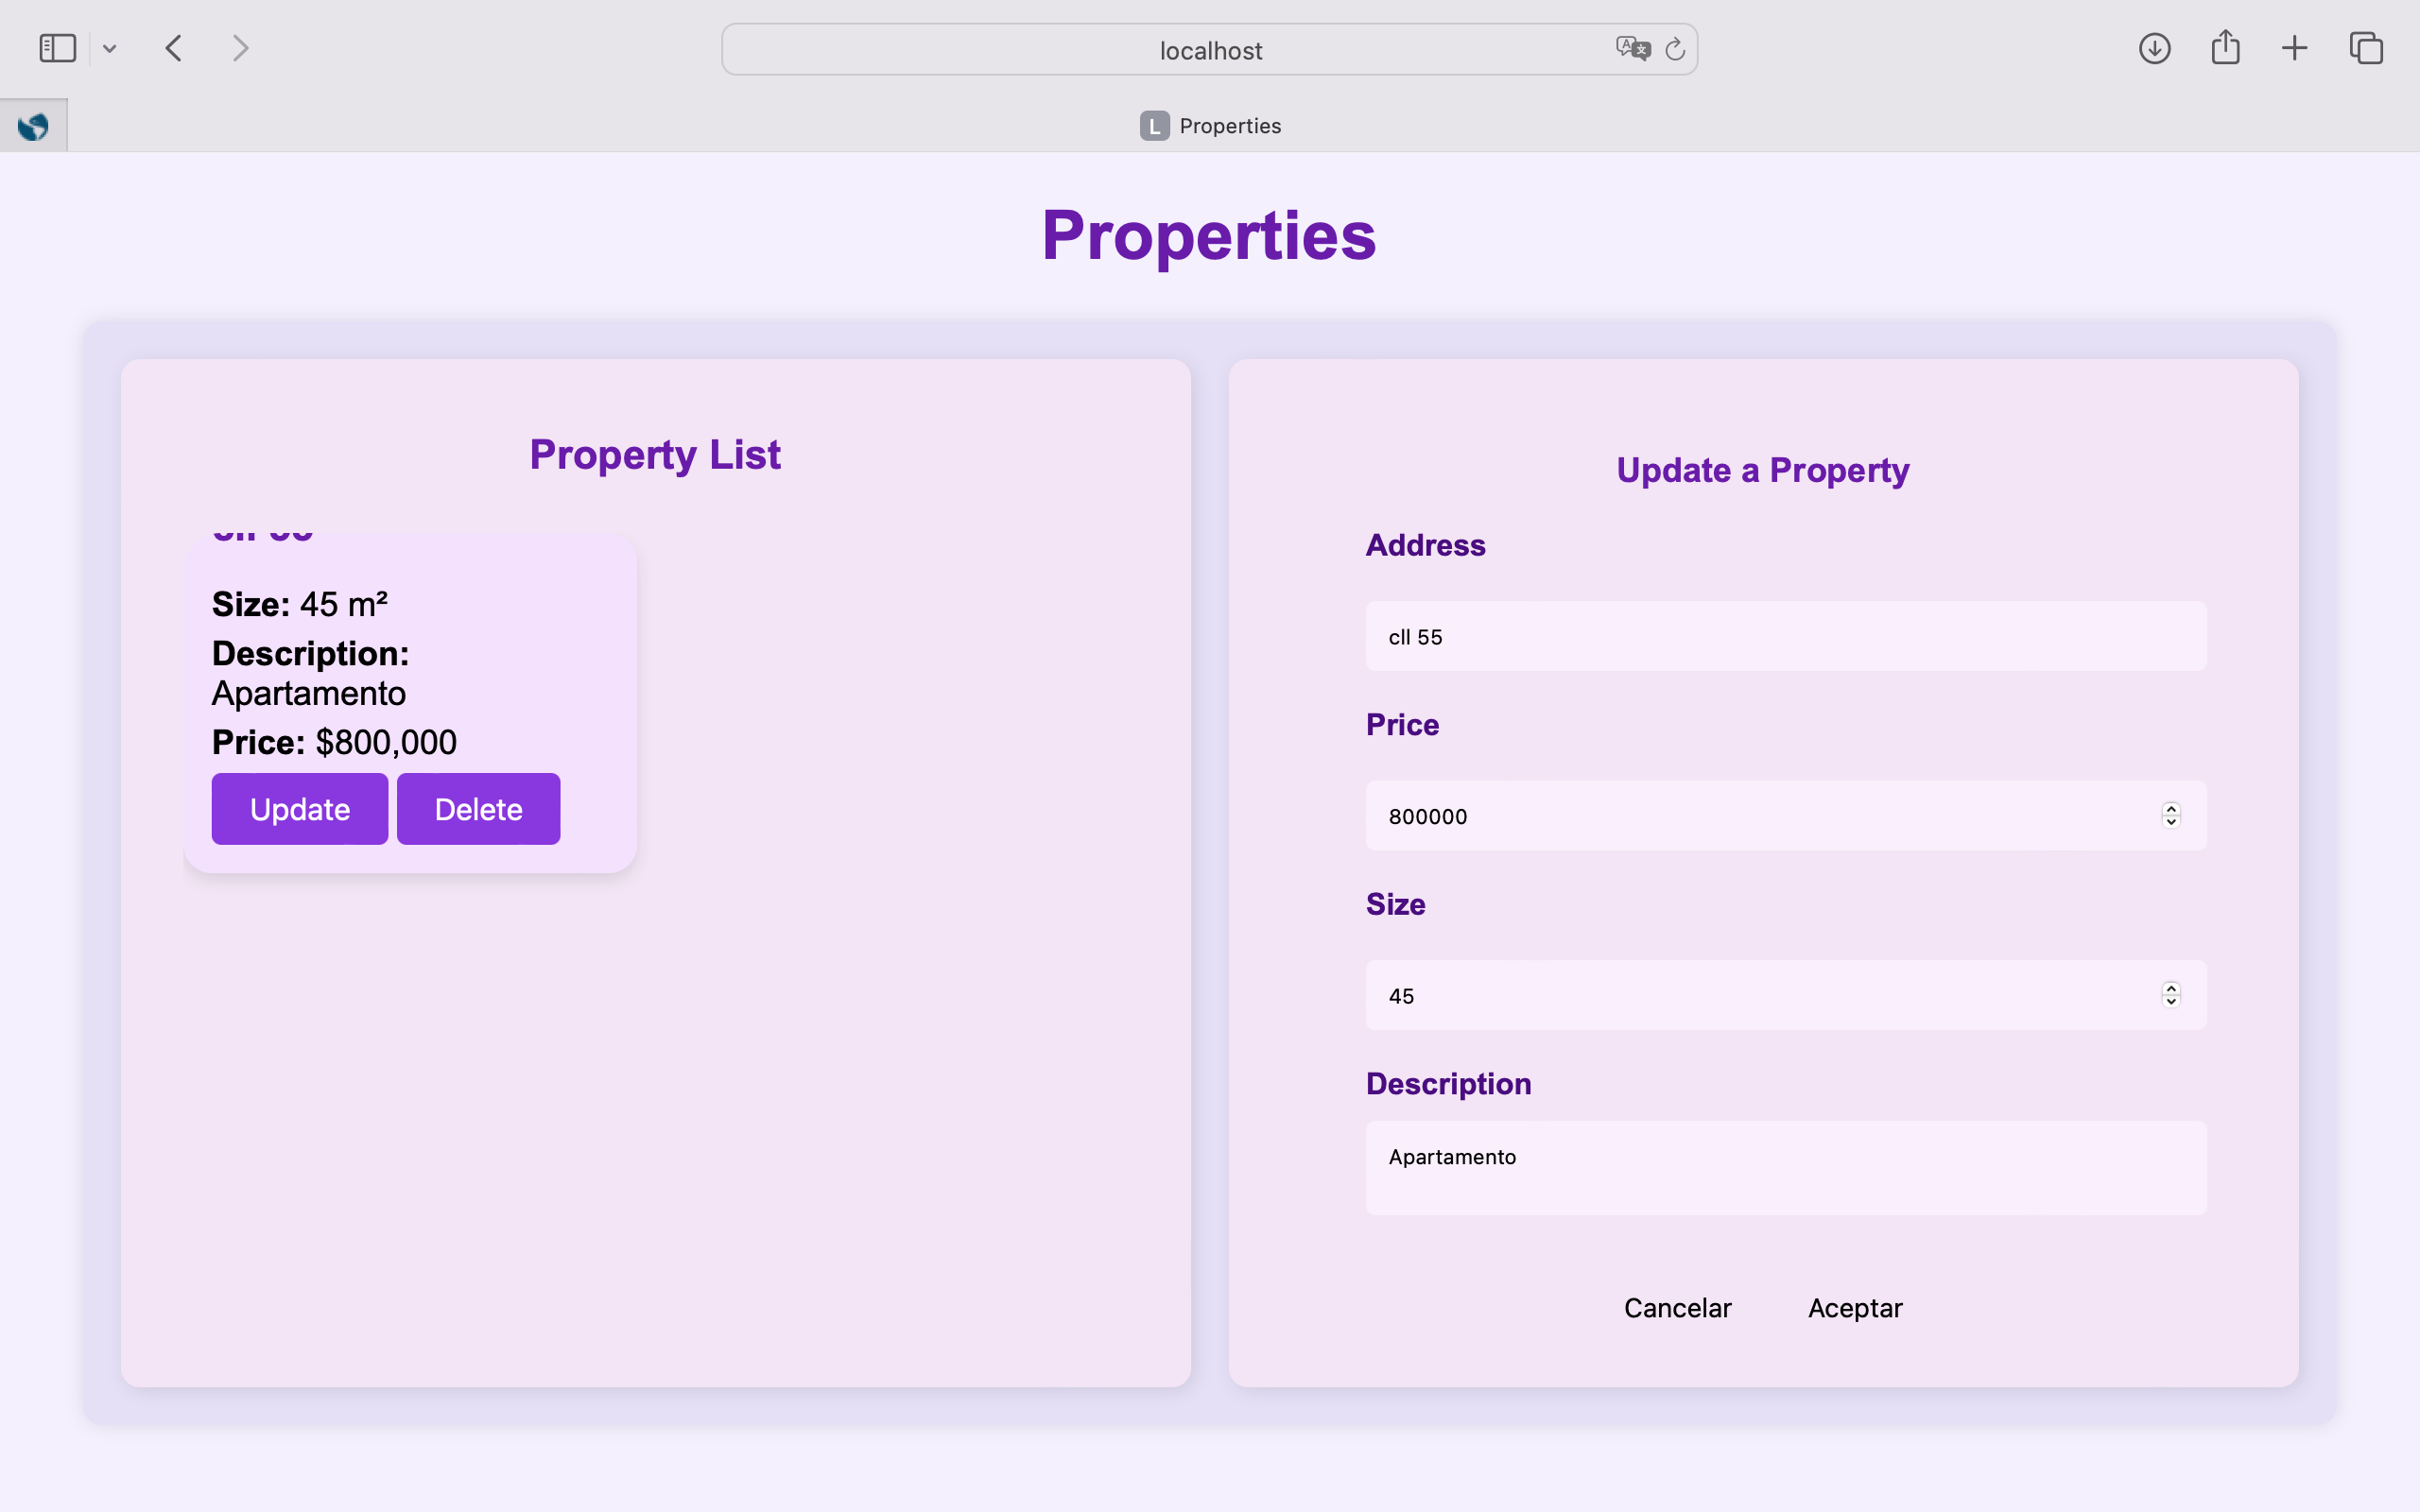 localhost
L Properties
Properties
Property List
Size: 45 m²
Description:
Apartamento
Price: $800,000
Update Delete
Update a Property
Address
cll 55
Price
800000
Size
45
Description
Apartamento
Cancelar Aceptar